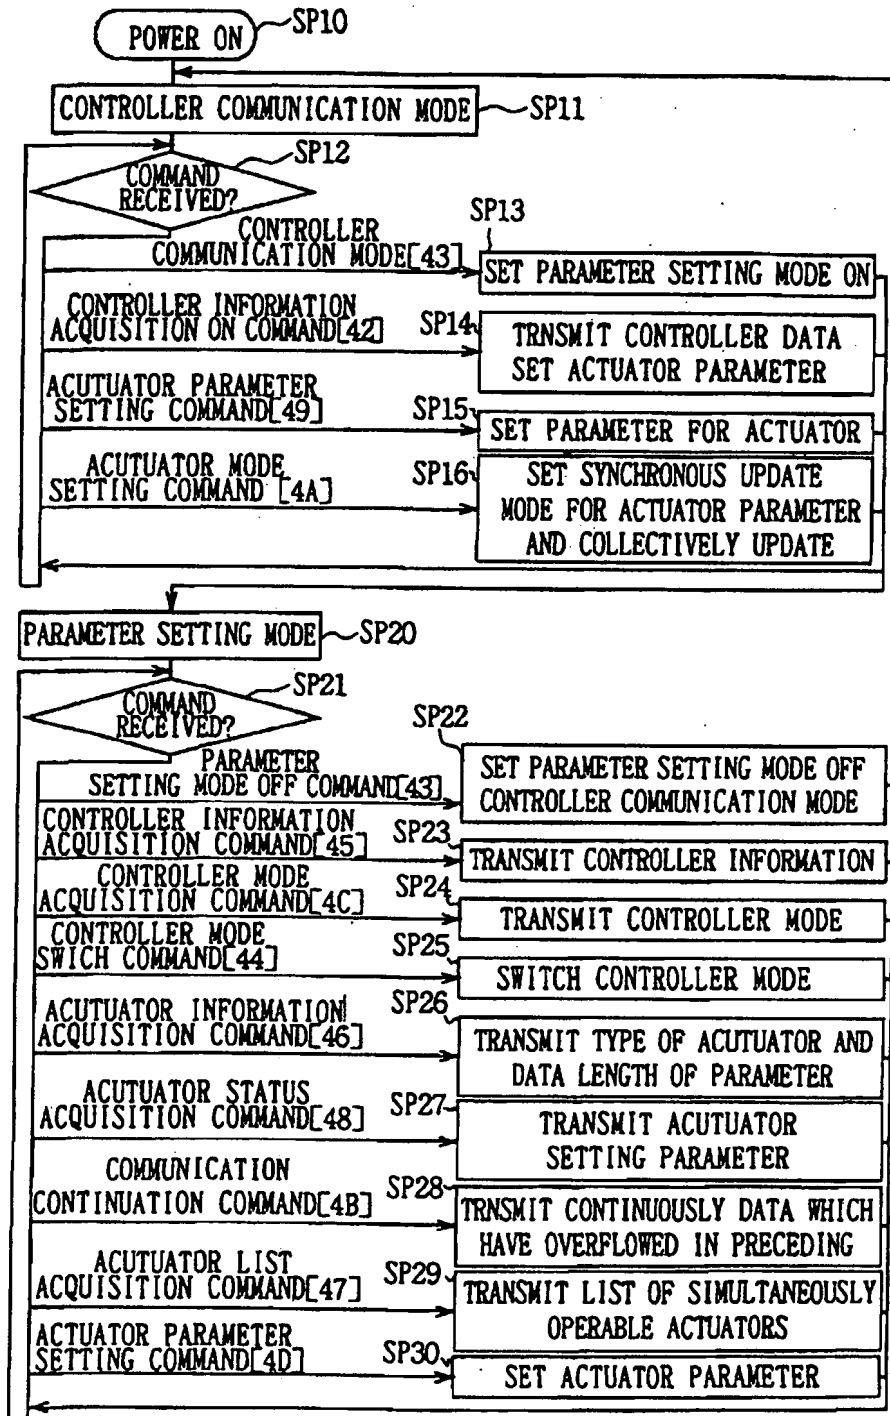 POWER ON
SP10
CONTROLLER COMMUNICATION MODE
SP11
SP12
COMMAND
RECEIVED?
CONTROLLER
COMMUNICATION MODE[43]
SP13
SET PARAMETER SETTING MODE ON
CONTROLLER INFORMATION
ACQUISITION ON COMMAND[42]
SP14
TRNSMIT CONTROLLER DATA
SET ACTUATOR PARAMETER
ACUTUATOR PARAMETER
SETTING COMMAND[49]
SP15
SET PARAMETER FOR ACTUATOR
ACUTUATOR MODE
SETTING COMMAND [4A]
SP16
SET SYNCHRONOUS UPDATE
MODE FOR ACTUATOR PARAMETER
AND COLLECTIVELY UPDATE
PARAMETER SETTING MODE
SP20
SP21
COMMAND
RECEIVED?
PARAMETER
SETTING MODE OFF COMMAND[43]
SP22
SET PARAMETER SETTING MODE OFF
CONTROLLER COMMUNICATION MODE
CONTROLLER INFORMATION
ACQUISITION COMMAND[45]
SP23
TRANSMIT CONTROLLER INFORMATION
CONTROLLER MODE
ACQUISITION COMMAND[4C]
SP24
TRANSMIT CONTROLLER MODE
CONTROLLER MODE
SWICH COMMAND[44]
SP25
SWITCH CONTROLLER MODE
ACUTUATOR INFORMATION
ACQUISITION COMMAND[46]
SP26
TRANSMIT TYPE OF ACUTUATOR AND
DATA LENGTH OF PARAMETER
ACUTUATOR STATUS
ACQUISITION COMMAND[48]
SP27
TRANSMIT ACUTUATOR
SETTING PARAMETER
COMMUNICATION
CONTINUATION COMMAND[4B]
SP28
TRNSMIT CONTINUOUSLY DATA WHICH
HAVE OVERFLOWED IN PRECEDING
ACUTUATOR LIST
ACQUISITION COMMAND[47]
SP29
TRANSMIT LIST OF SIMULTANEOUSLY
OPERABLE ACTUATORS
ACTUATOR PARAMETER
SETTING COMMAND[4D]
SP30
SET ACTUATOR PARAMETER